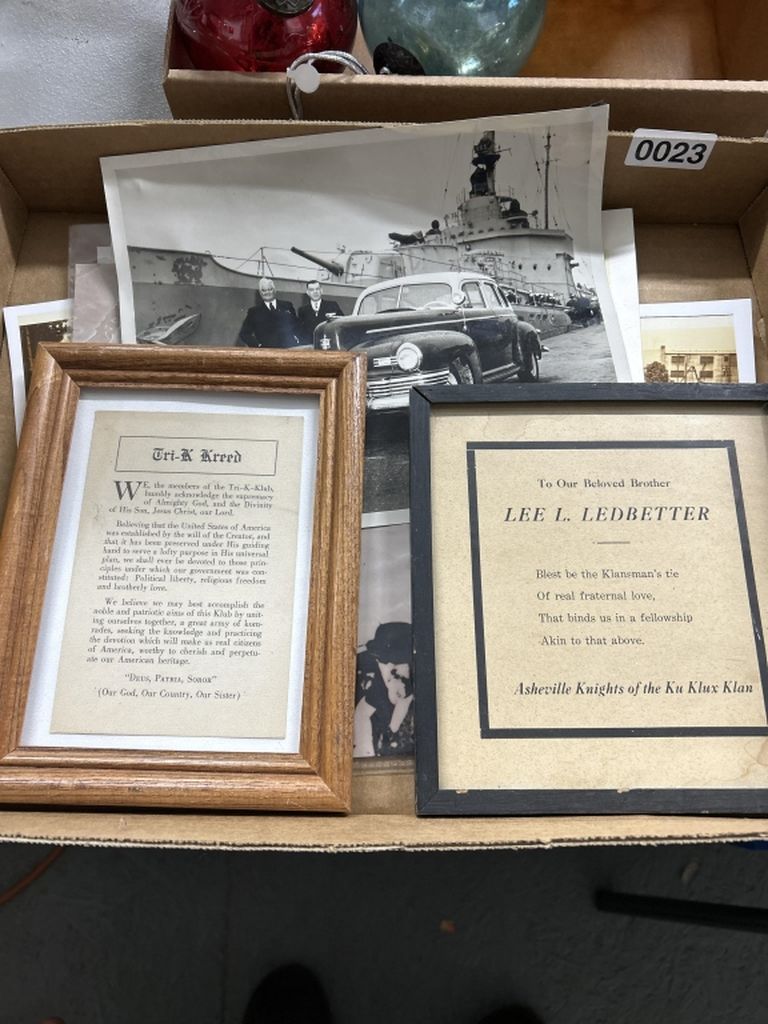 0023
Tri-K Kreed
WE, the members of the Tri-K-Klub,
humbly acknowledge the supremacy
of Almighty God, and the Divinity
of His Son, Jesus Christ, our Lord.
Believing that the United States of America
was established by the will of the Creator, and
that it has been preserved under His guiding
hand to serve a lofty purpose in His universal
plan, we shall ever be devoted to those prin-
ciples under which our government was con-
stituted: Political liberty, religious freedom
and brotherly love.
We believe we may best accomplish the
noble and patriotic aims of this Klub by unit-
ing ourselves together, a great army of kom-
rades, seeking the knowledge and practicing
the devotion which will make us real citizens
of America, worthy to cherish and perpetu-
ate our American heritage.
"DEUS, PATRIA, SOROR"
(Our God, Our Country, Our Sister)
To Our Beloved Brother
LEE L. LEDBETTER
Blest be the Klansman's tie
Of real fraternal love,
That binds us in a fellowship
Akin to that above.
Asheville Knights of the Ku Klux Klan